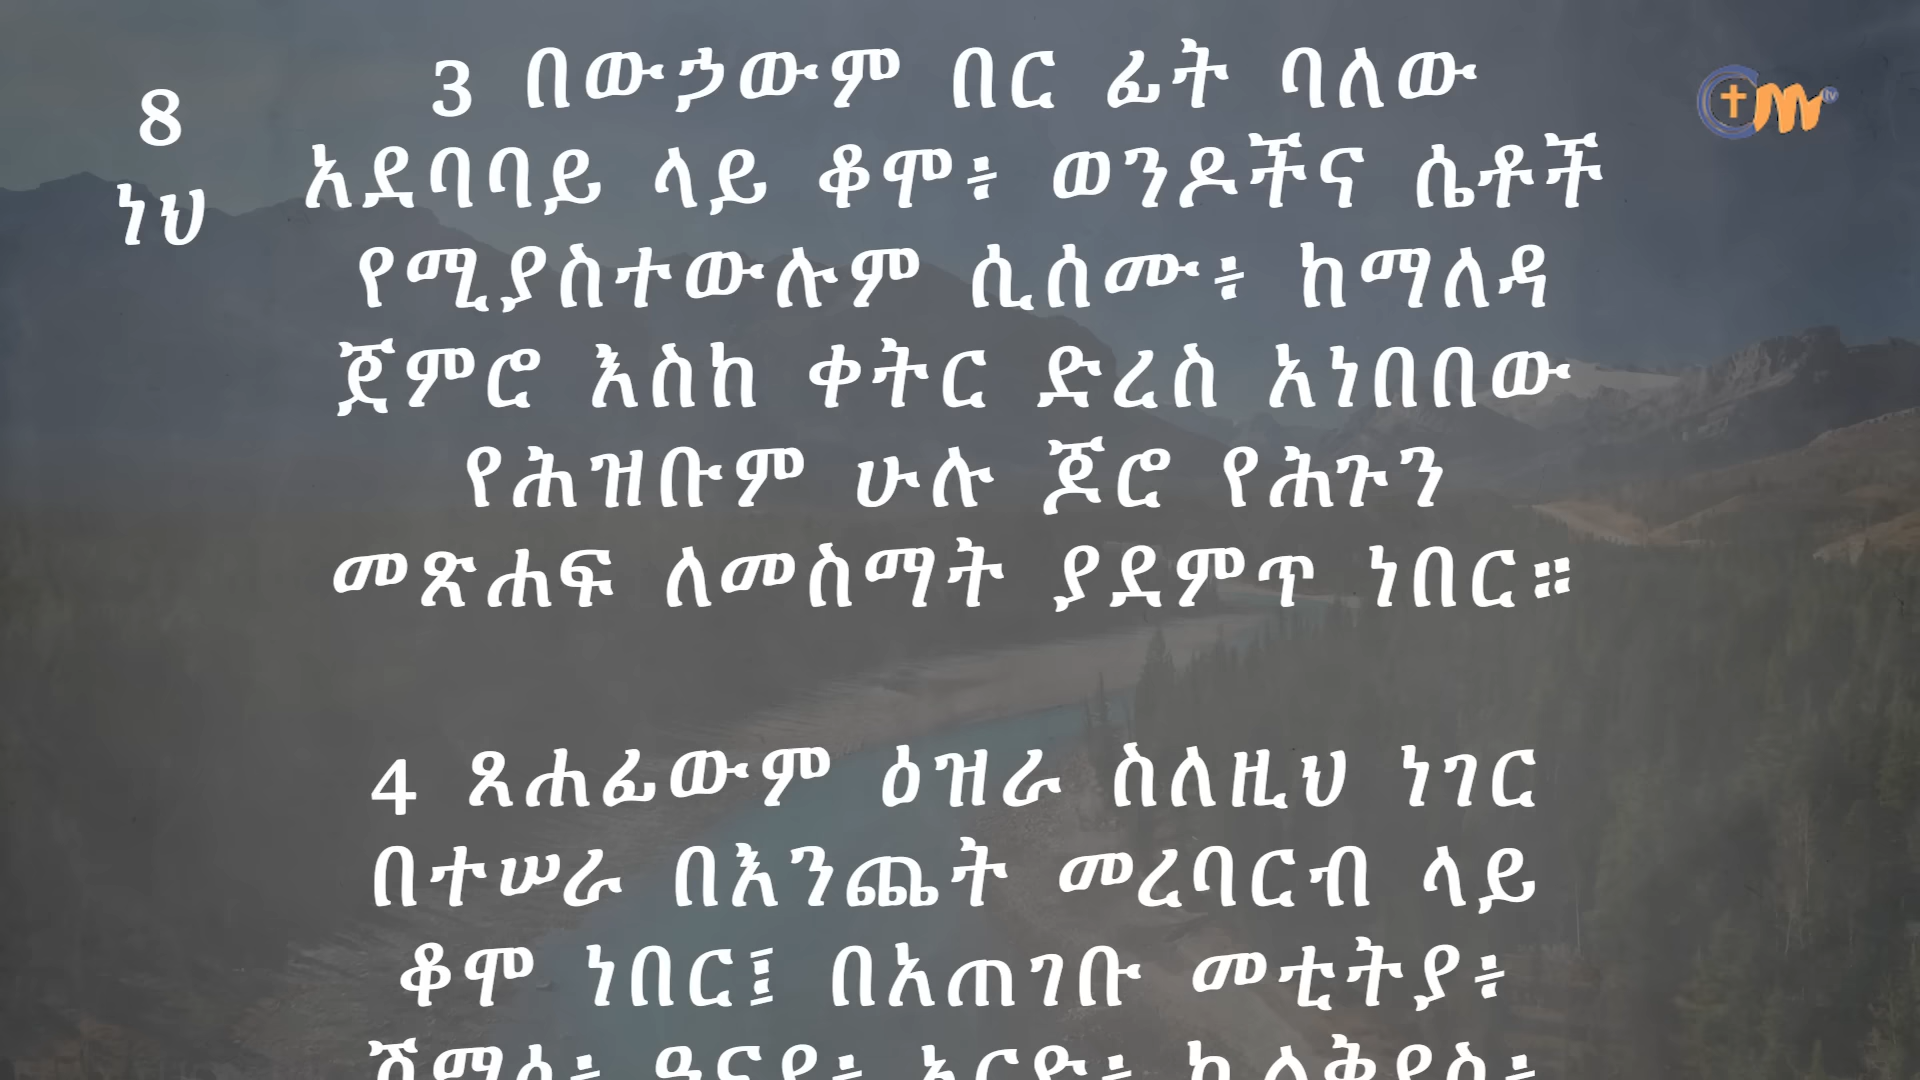 8
ነህ
3 በውኃውም በር ፊት ባለው
አደባባይ ላይ ቆሞ፥ ወንዶችና ሴቶች
የሚያስተውሉም ሲሰሙ፥ ከማለዳ
ጀምሮ እስከ ቀትር ድረስ አነበበው
የሕዝቡም ሁሉ ጆሮ የሕጉን
መጽሐፍ ለመስማት ያደምጥ ነበር።
4 ጸሐፊውም ዕዝራ ስለዚህ ነገር
በተሠራ በእንጨት መረባርብ ላይ
ቆሞ ነበር፤ በአጠገቡ መቲትያ፥
Cm tv